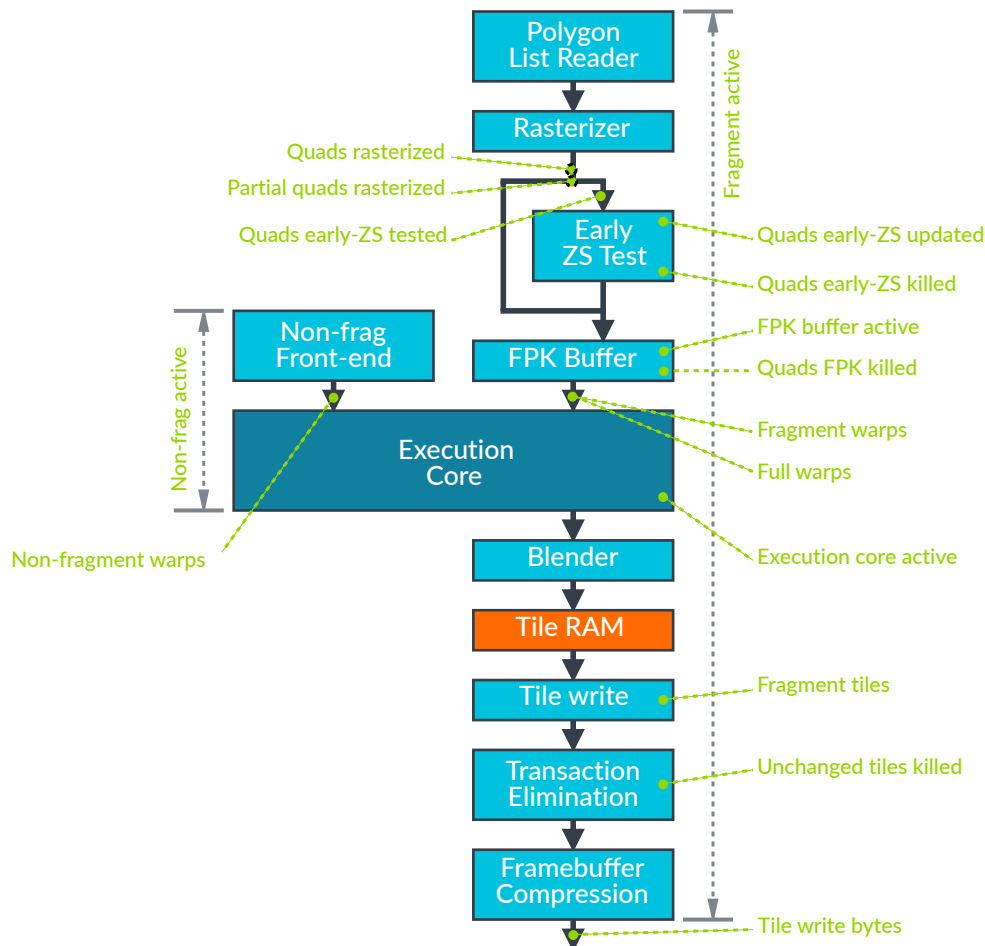 Polygon
List Reader
Rasterizer
Fragment active
Quads rasterized
Partial quads rasterized
Quads early-ZS tested
Early
ZS Test
Quads early-ZS updated
Quads early-ZS killed
Non-frag
Front-end
Non-frag active
FPK Buffer
FPK buffer active
Quads FPK killed
Fragment warps
Full warps
Execution
Core
Non-fragment warps
Execution core active
Blender
Tile RAM
Tile write
Fragment tiles
Transaction
Elimination
Unchanged tiles killed
Framebuffer
Compression
Tile write bytes